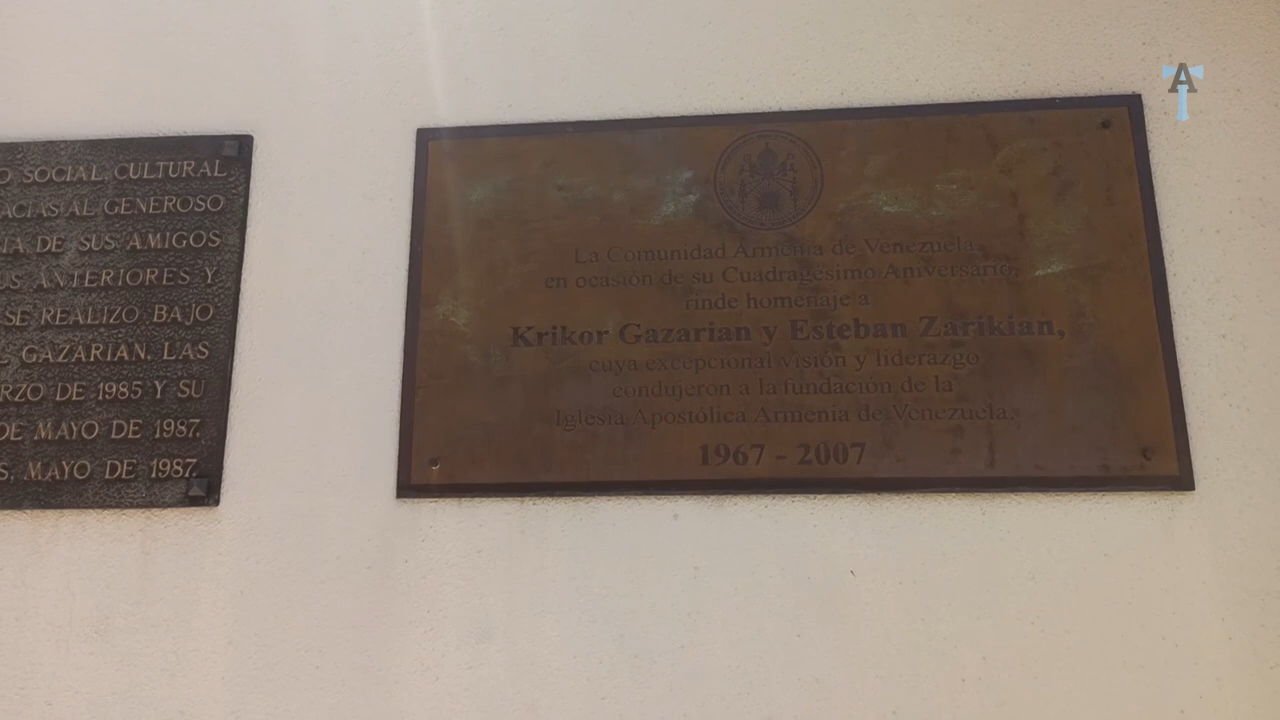 O SOCIAL, CULTURAL
ACIAS AL GENEROSO
IA DE SUS AMIGOS
US ANTERIORES Y
SE REALIZO BAJO
L GAZARIAN. LAS
RZO DE 1985 Y SU
DE MAYO DE 1987.
S, MAYO DE 1987.
La Comunidad Armenia de Venezuela
en ocasión de su Cuadragésimo Aniversario,
rinde homenaje a
Krikor Gazarian y Esteban Zarikian,
cuya excepcional visión y liderazgo
condujeron a la fundación de la
Iglesia Apostólica Armenia de Venezuela.
1967 - 2007
A